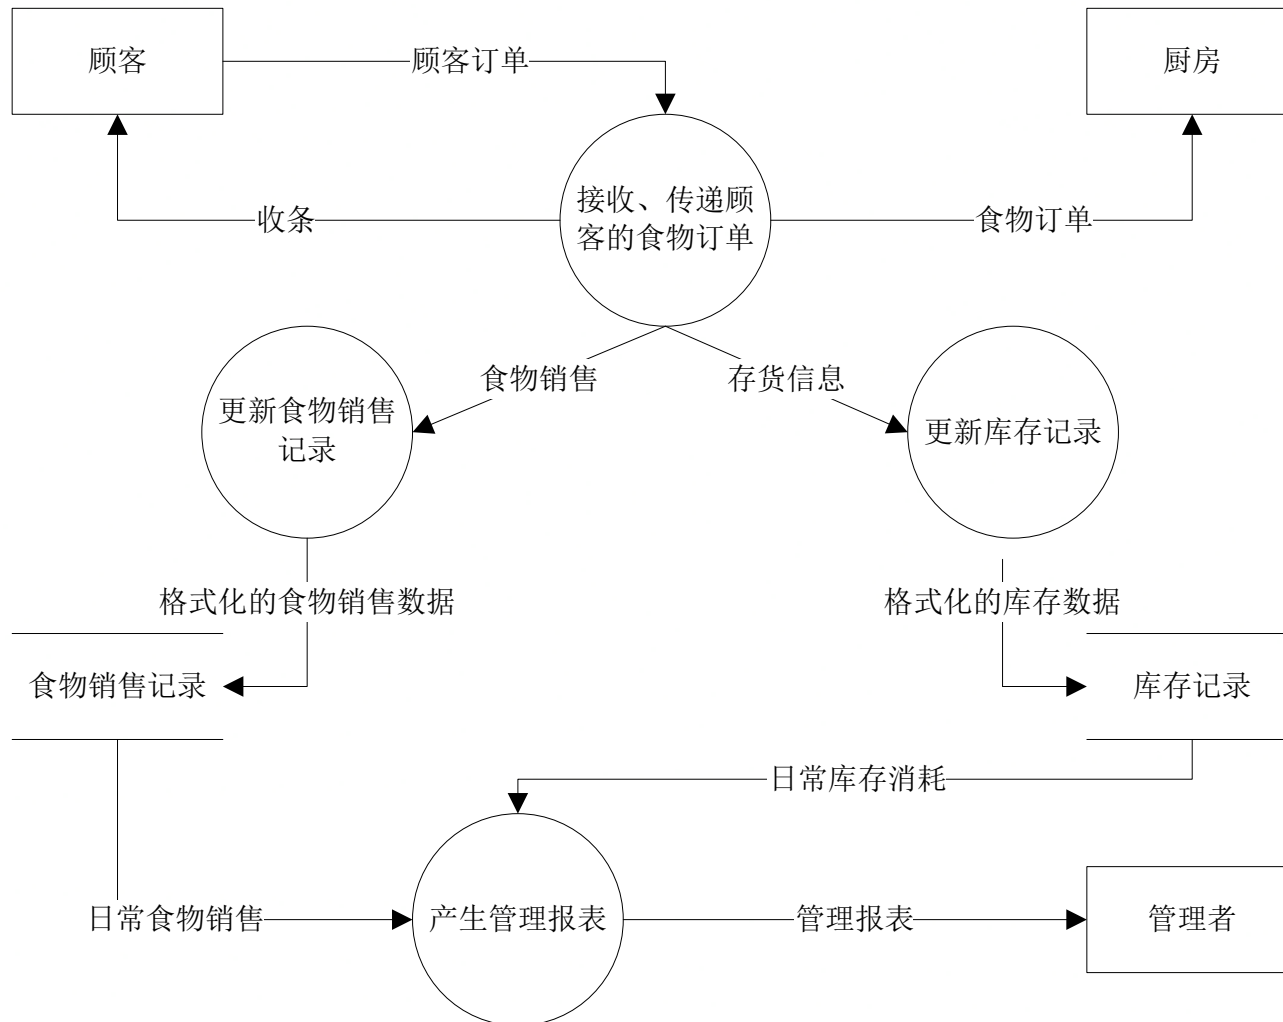 顾客
顾客订单
厨房
接收、传递顾
客的食物订单
收条
食物订单
食物销售
存货信息
更新食物销售
记录
更新库存记录
格式化的食物销售数据
格式化的库存数据
食物销售记录
库存记录
日常库存消耗
日常食物销售
产生管理报表
管理报表
管理者